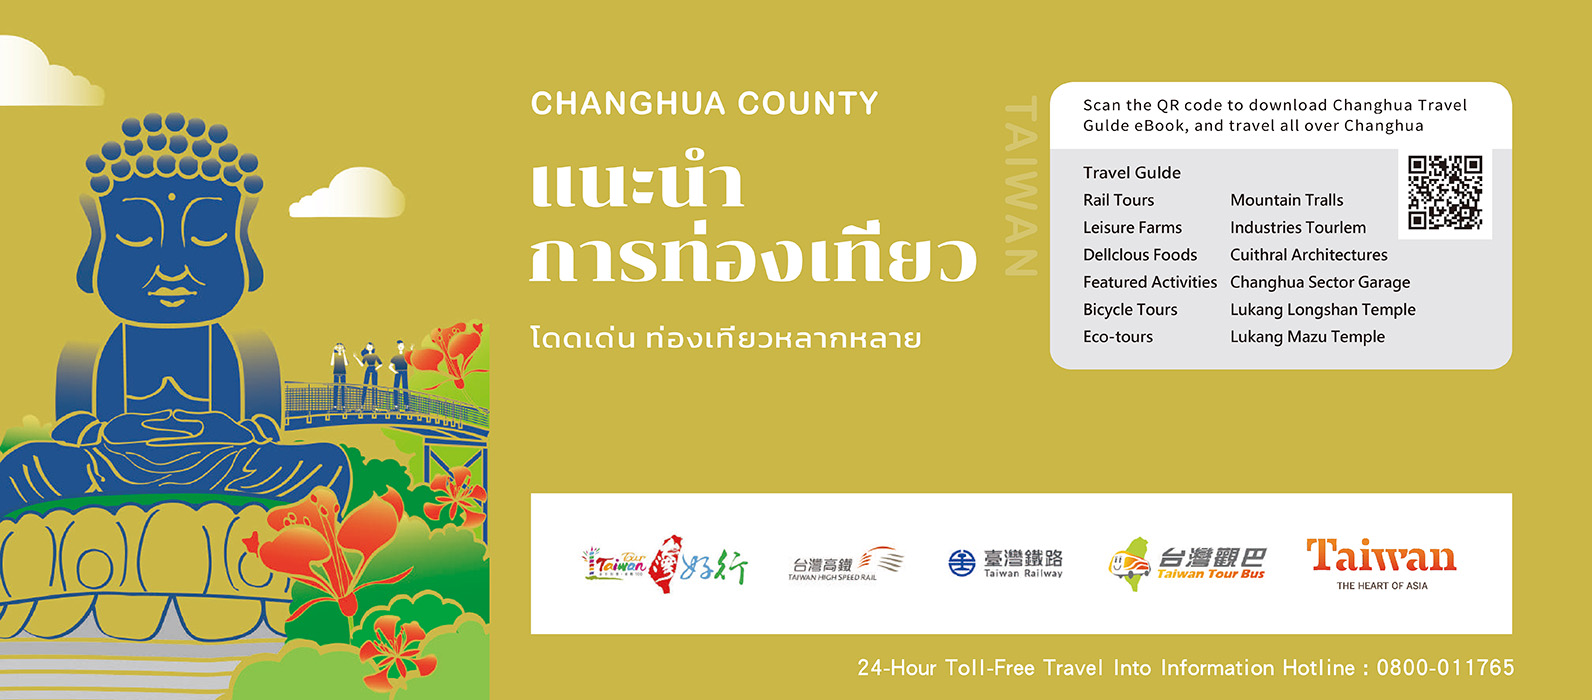 CHANGHUA COUNTY
แนะนำ
การท่องเที่ยว
โดดเด่น ท่องเทียวหลากหลาย
TAIWAN
Scan the QR code to download Changhua Travel
Gulde eBook, and travel all over Changhua
Travel Gulde
Rail Tours
Leisure Farms
Dellclous Foods
Featured Activities
Bicycle Tours
Eco-tours
Mountain Tralls
Industries Tourlem
Cuithral Architectures
Changhua Sector Garage
Lukang Longshan Temple
Lukang Mazu Temple
Tour
Taiwan
好行
台灣高鐵
TAIWAN HIGH SPEED RAIL
臺灣鐵路
Taiwan Railway
台灣觀巴
Taiwan Tour Bus
Taiwan
THE HEART OF ASIA
24-Hour Toll-Free Travel Into Information Hotline : 0800-011765